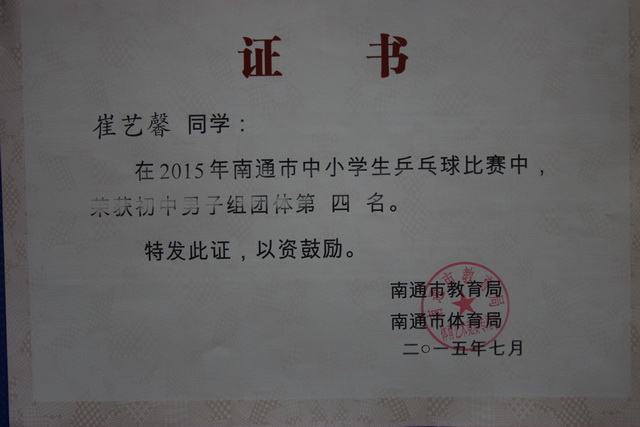 证书
崔艺馨 同学：
在2015年南通市中小学生乒乓球比赛中，
荣获初中男子组团体第 四 名。
特发此证，以资鼓励。
南通市教育局
南通市体育局
二○一五年七月